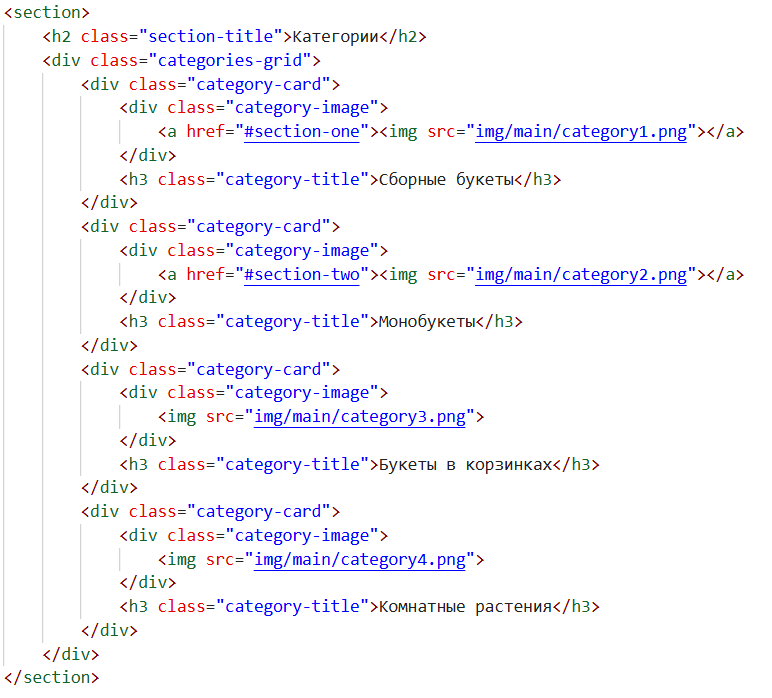 <section>
    <h2 class="section-title">Категории</h2>
    <div class="categories-grid">
        <div class="category-card">
            <div class="category-image">
                <a href="#section-one"><img src="img/main/category1.png"></a>
            </div>
            <h3 class="category-title">Сборные букеты</h3>
        </div>
        <div class="category-card">
            <div class="category-image">
                <a href="#section-two"><img src="img/main/category2.png"></a>
            </div>
            <h3 class="category-title">Монобукеты</h3>
        </div>
        <div class="category-card">
            <div class="category-image">
                <img src="img/main/category3.png">
            </div>
            <h3 class="category-title">Букеты в корзинках</h3>
        </div>
        <div class="category-card">
            <div class="category-image">
                <img src="img/main/category4.png">
            </div>
            <h3 class="category-title">Комнатные растения</h3>
        </div>
    </div>
</section>